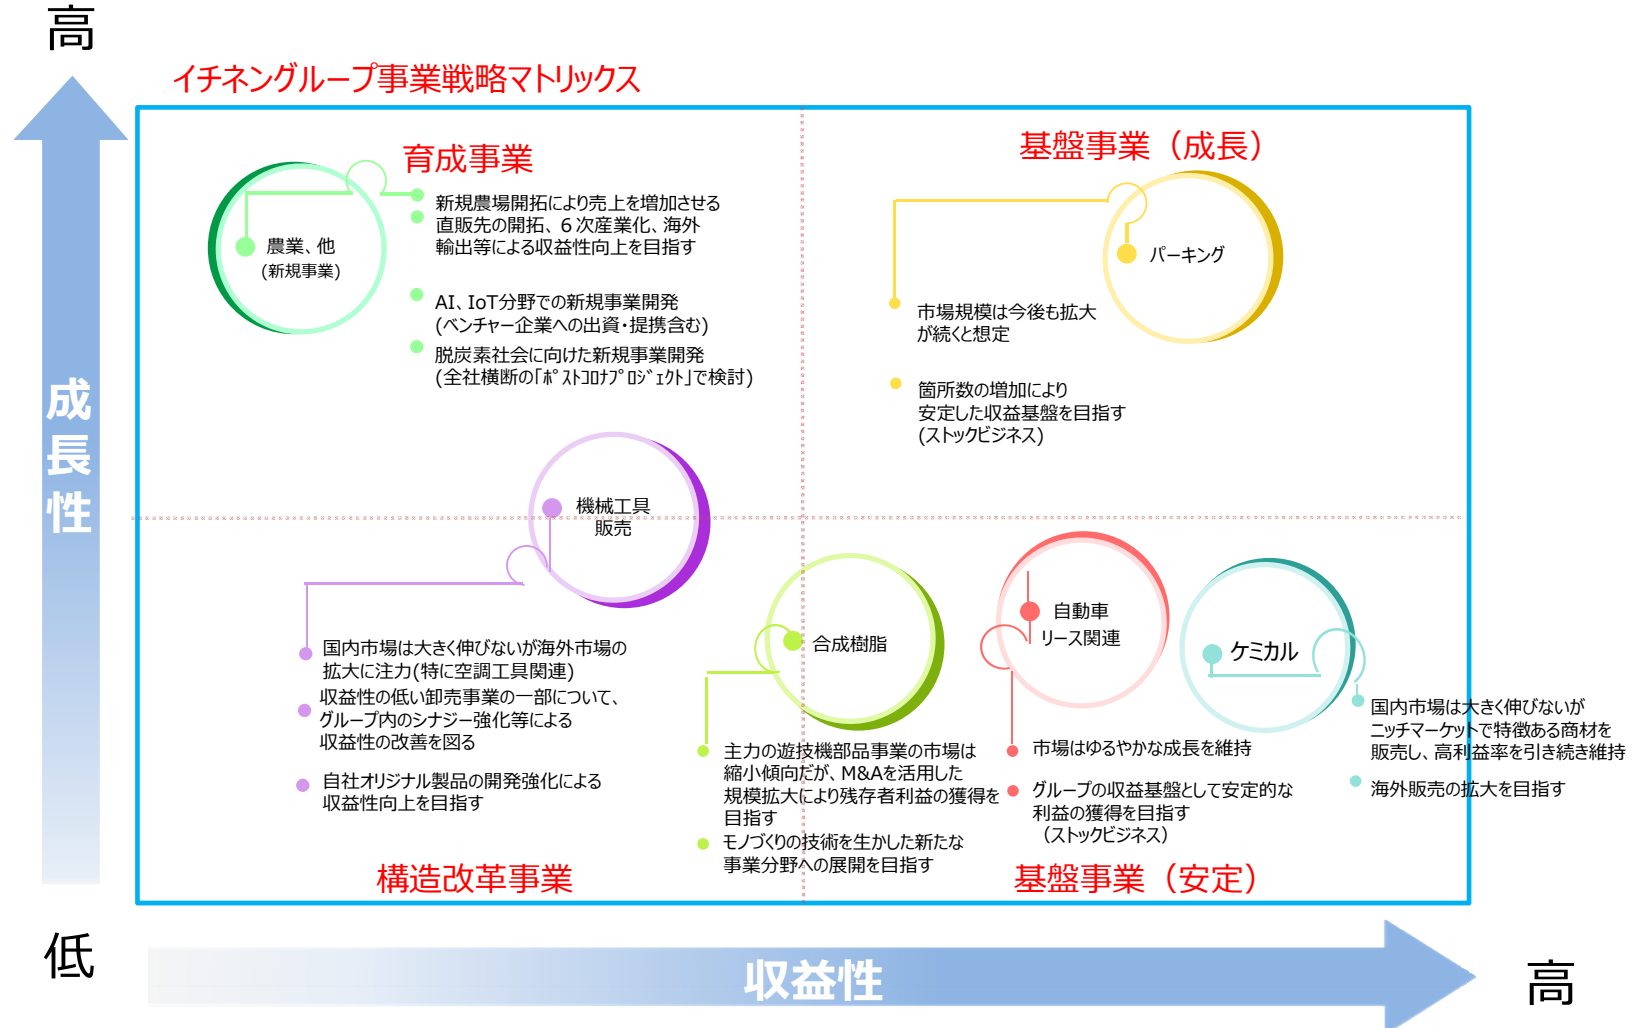 高
イチネングループ事業戦略マトリックス
育成事業
農業、他
(新規事業)
新規農場開拓により売上を増加させる
直販先の開拓、６次産業化、海外
輸出等による収益性向上を目指す
AI、IoT分野での新規事業開発
(ベンチャー企業への出資・提携含む)
脱炭素社会に向けた新規事業開発
(全社横断の「ﾎﾟｽﾄｺﾛﾅﾌﾟﾛｼﾞｪｸﾄ」で検討)
基盤事業（成長）
パーキング
市場規模は今後も拡大
が続くと想定
箇所数の増加により
安定した収益基盤を目指す
(ストックビジネス)
成長性
機械工具
販売
国内市場は大きく伸びないが海外市場の
拡大に注力(特に空調工具関連)
収益性の低い卸売事業の一部について、
グループ内のシナジー強化等による
収益性の改善を図る
自社オリジナル製品の開発強化による
収益性向上を目指す
構造改革事業
合成樹脂
主力の遊技機部品事業の市場は
縮小傾向だが、M&Aを活用した
規模拡大により残存者利益の獲得を
目指す
モノづくりの技術を生かした新たな
事業分野への展開を目指す
自動車
リース関連
市場はゆるやかな成長を維持
グループの収益基盤として安定的な
利益の獲得を目指す
（ストックビジネス）
ケミカル
国内市場は大きく伸びないが
ニッチマーケットで特徴ある商材を
販売し、高利益率を引き続き維持
海外販売の拡大を目指す
基盤事業（安定）
低
収益性
高